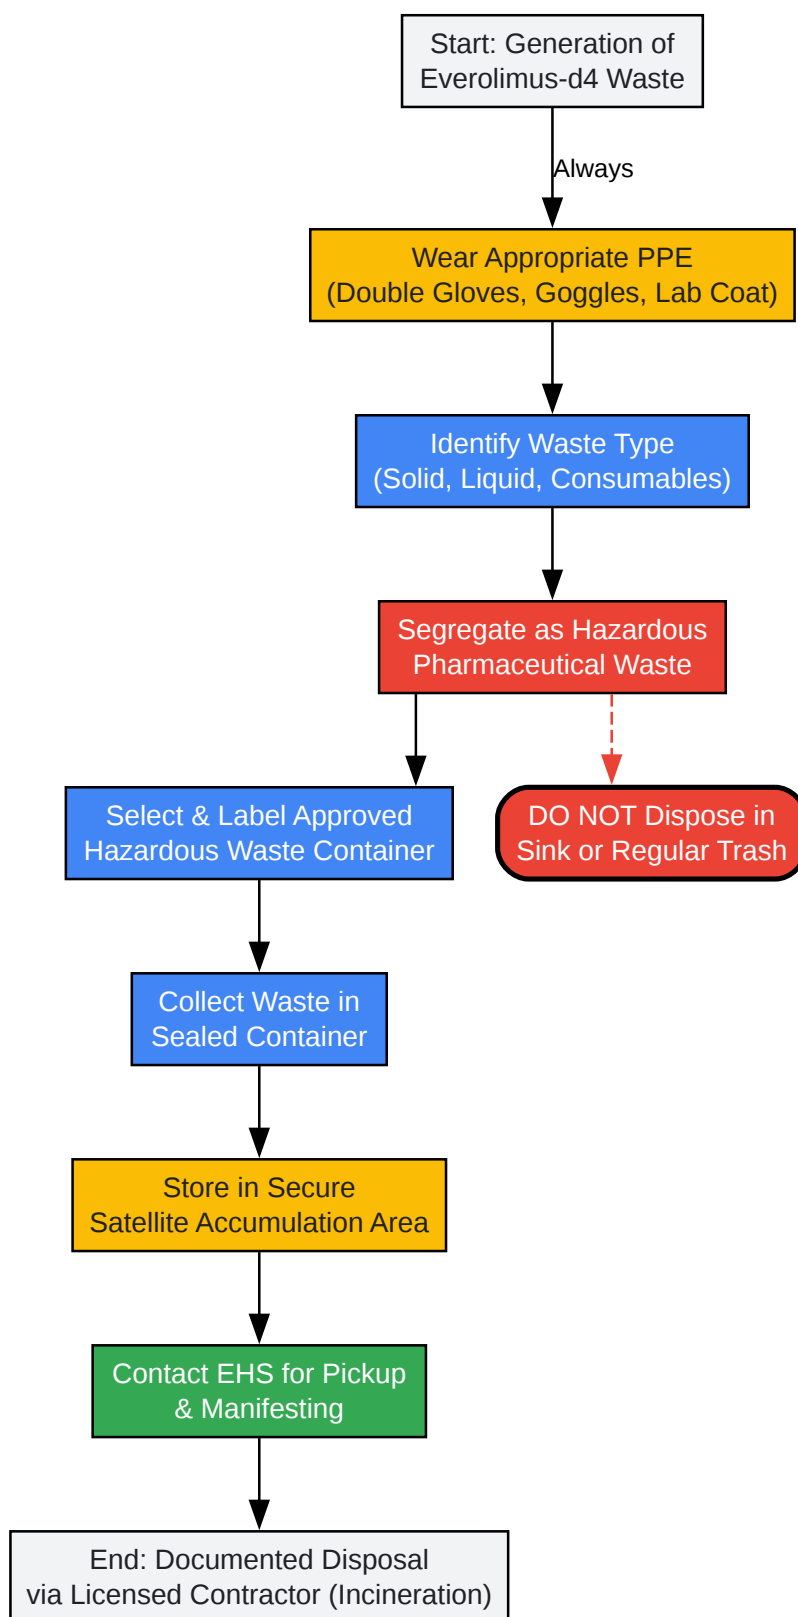 Start: Generation of
Everolimus-d4 Waste
Always
Wear Appropriate PPE
(Double Gloves, Goggles, Lab Coat)
Identify Waste Type
(Solid, Liquid, Consumables)
Segregate as Hazardous
Pharmaceutical Waste
Select & Label Approved
Hazardous Waste Container
DO NOT Dispose in
Sink or Regular Trash
Collect Waste in
Sealed Container
Store in Secure
Satellite Accumulation Area
Contact EHS for Pickup
& Manifesting
End: Documented Disposal
via Licensed Contractor (Incineration)